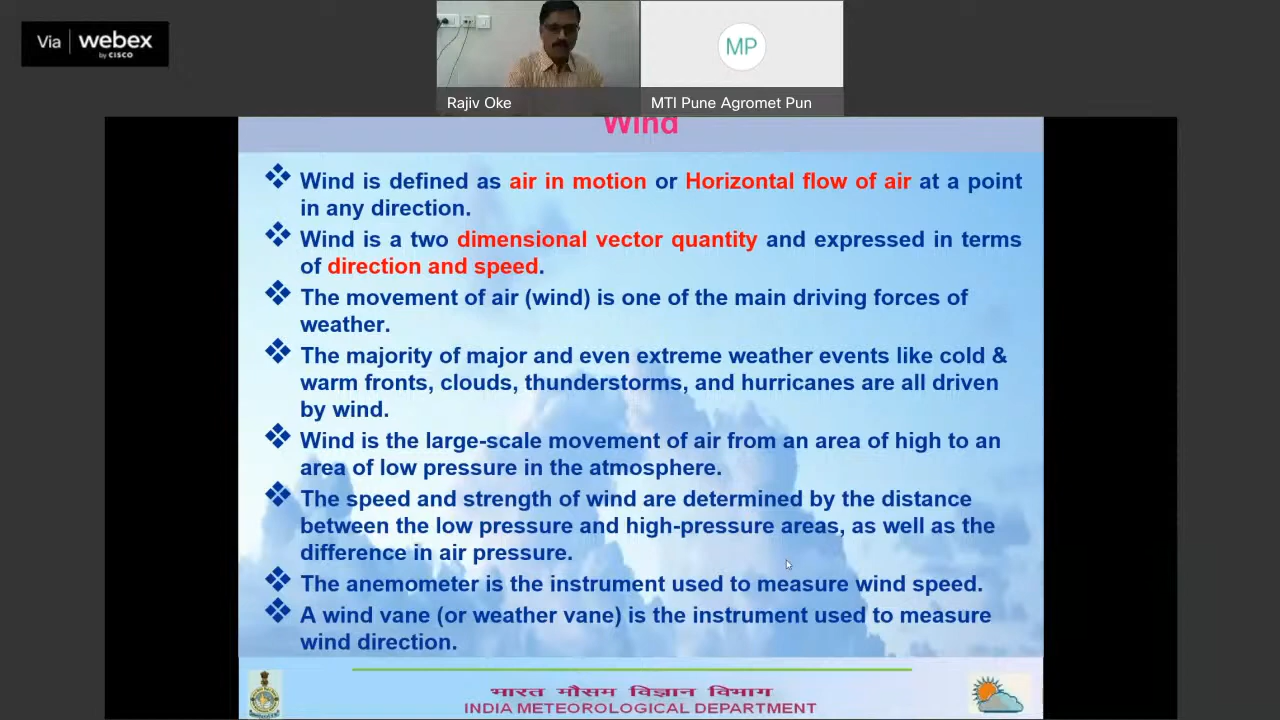 Via webex
by CISCO
MP
Rajiv Oke
MTI Pune Agromet Pun
Wind
Wind is defined as air in motion or Horizontal flow of air at a point
in any direction.
Wind is a two dimensional vector quantity and expressed in terms
of direction and speed.
The movement of air (wind) is one of the main driving forces of
weather.
The majority of major and even extreme weather events like cold &
warm fronts, clouds, thunderstorms, and hurricanes are all driven
by wind.
Wind is the large-scale movement of air from an area of high to an
area of low pressure in the atmosphere.
The speed and strength of wind are determined by the distance
between the low pressure and high-pressure areas, as well as the
difference in air pressure.
The anemometer is the instrument used to measure wind speed.
A wind vane (or weather vane) is the instrument used to measure
wind direction.
भारत मौसम विज्ञान विभाग
INDIA METEOROLOGICAL DEPARTMENT